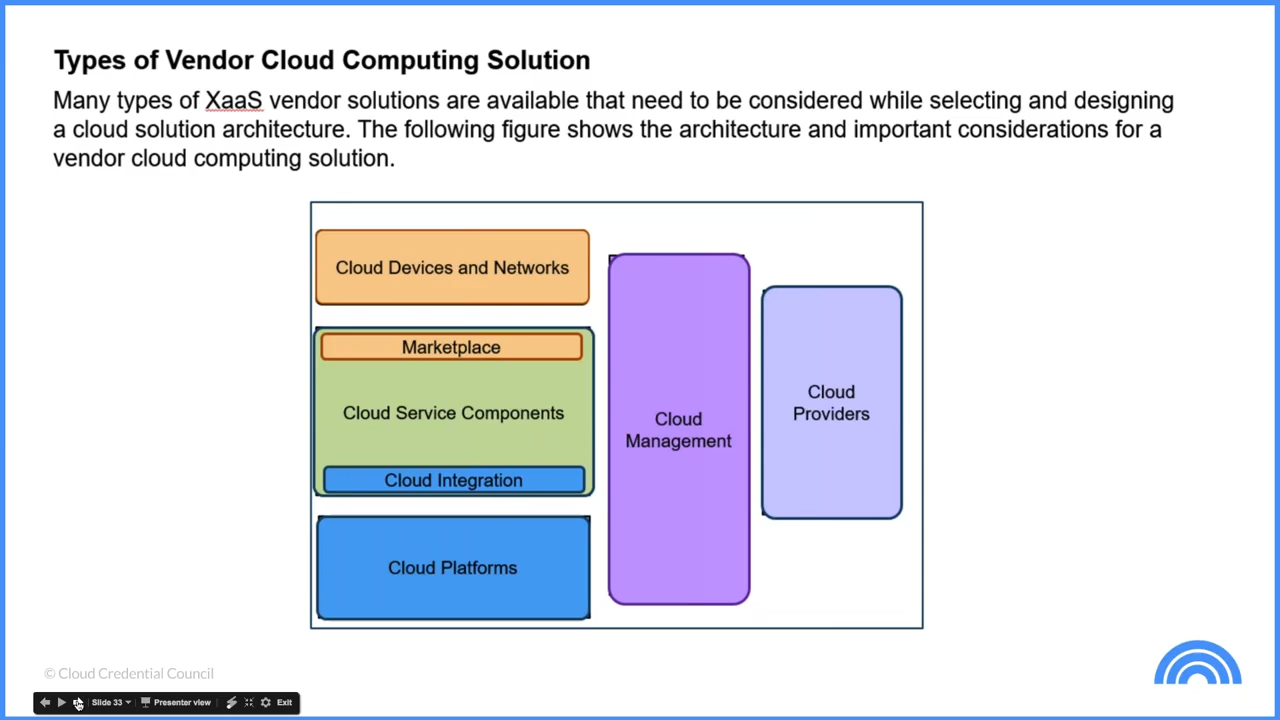 Types of Vendor Cloud Computing Solution
Many types of XaaS vendor solutions are available that need to be considered while selecting and designing
a cloud solution architecture. The following figure shows the architecture and important considerations for a
vendor cloud computing solution.
Cloud Devices and Networks
Marketplace
Cloud Service Components
Cloud Integration
Cloud Platforms
Cloud
Management
Cloud
Providers
© Cloud Credential Council
Slide 33
Presenter view
Exit